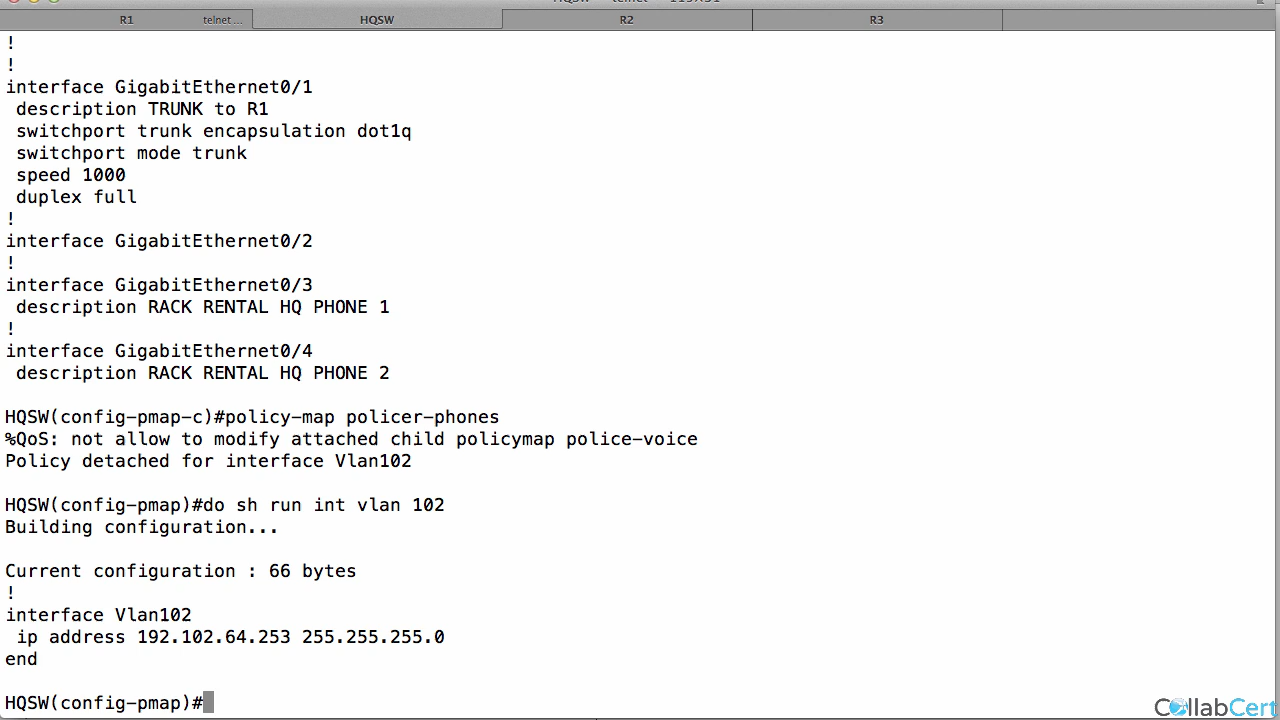 R1 telnet ... HQSW R2 R3
!
!
interface GigabitEthernet0/1
description TRUNK to R1
switchport trunk encapsulation dot1q
switchport mode trunk
speed 1000
duplex full
!
interface GigabitEthernet0/2
!
interface GigabitEthernet0/3
description RACK RENTAL HQ PHONE 1
!
interface GigabitEthernet0/4
description RACK RENTAL HQ PHONE 2
HQSW(config-pmap-c)#policy-map policer-phones
%QoS: not allow to modify attached child policymap police-voice
Policy detached for interface Vlan102
HQSW(config-pmap)#do sh run int vlan 102
Building configuration...
Current configuration : 66 bytes
!
interface Vlan102
ip address 192.102.64.253 255.255.255.0
end
HQSW(config-pmap)#
CollabCert